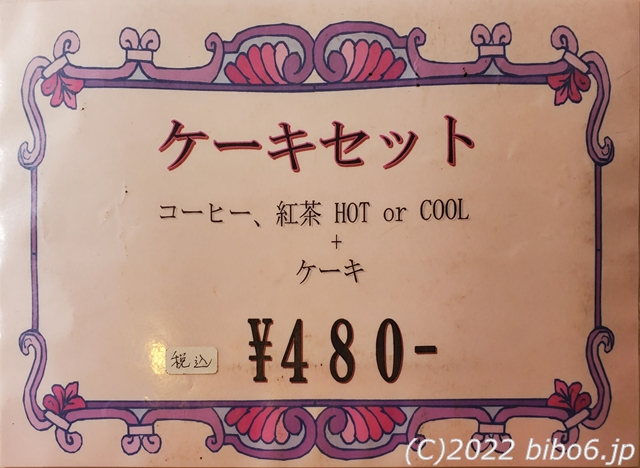 ケーキセット
コーヒー、紅茶 HOT or COOL
+
ケーキ
税込 ¥480-
(C)2022 bibo6.jp